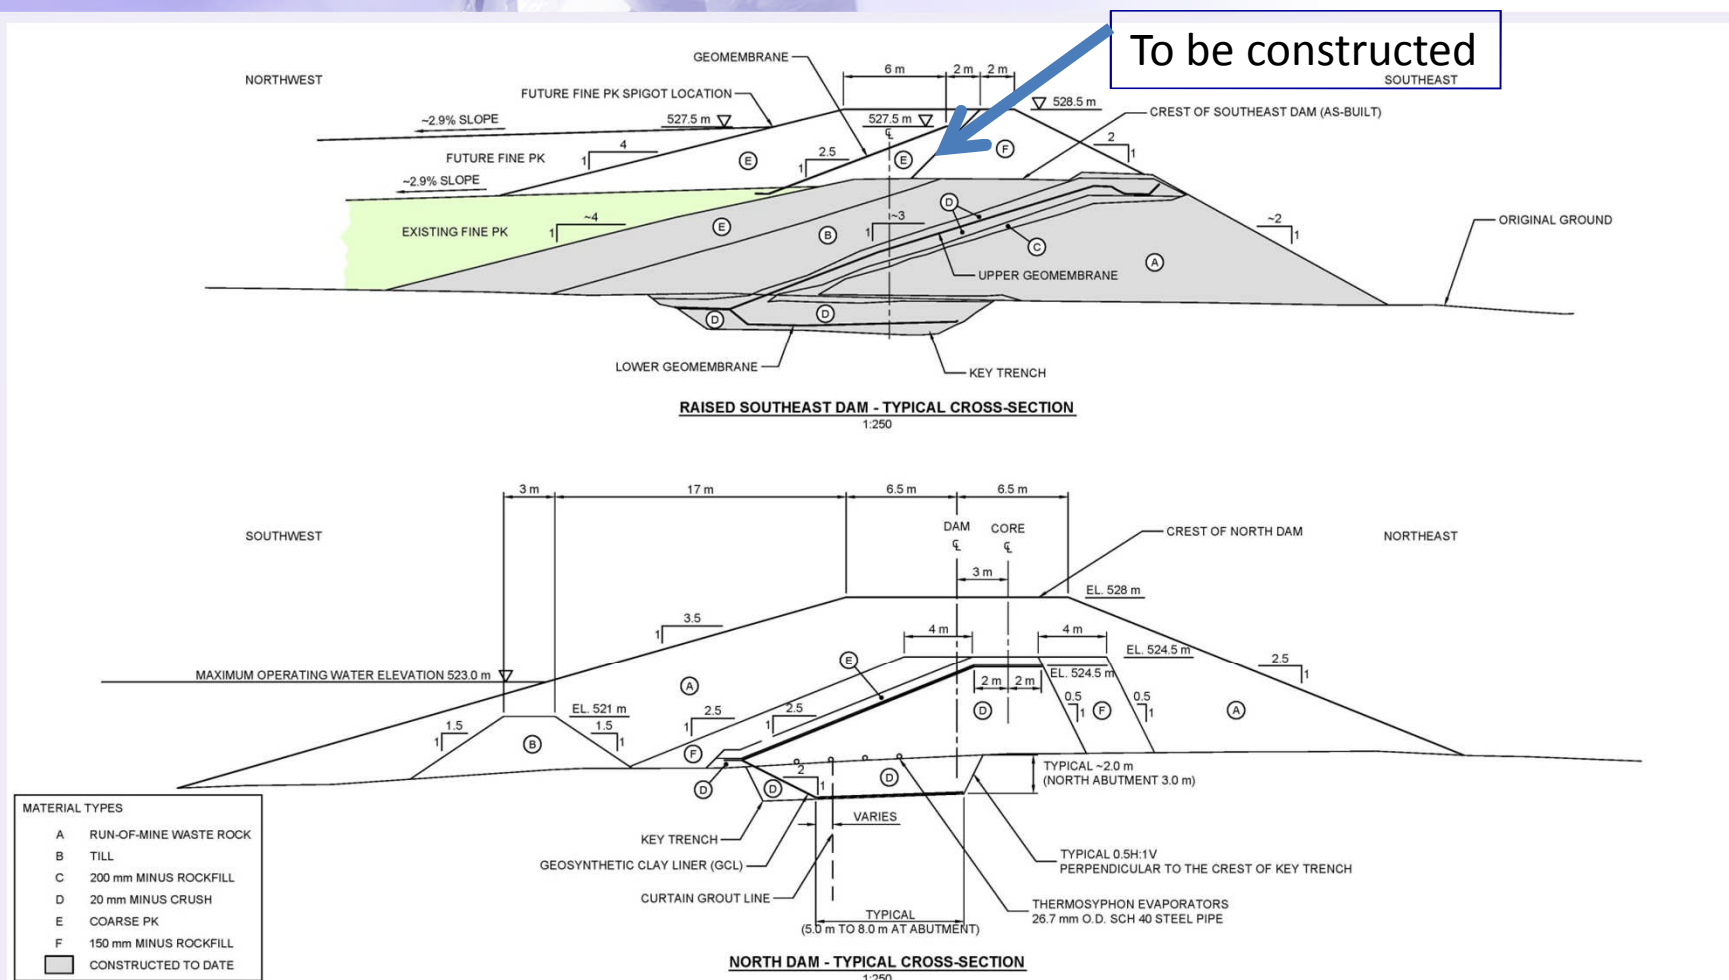 To be constructed
NORTHWEST
SOUTHEAST
GEOMEMBRANE
6 m
2 m
2 m
FUTURE FINE PK SPIGOT LOCATION
528.5 m
CREST OF SOUTHEAST DAM (AS-BUILT)
~2.9% SLOPE
527.5 m
527.5 m
℄
FUTURE FINE PK
4
1
E
2.5
1
E
F
2
1
~2.9% SLOPE
EXISTING FINE PK
~4
1
E
B
~3
1
D
C
A
~2
1
ORIGINAL GROUND
UPPER GEOMEMBRANE
D
D
LOWER GEOMEMBRANE
KEY TRENCH
RAISED SOUTHEAST DAM - TYPICAL CROSS-SECTION
1:250
3 m
17 m
6.5 m
6.5 m
SOUTHWEST
DAM
℄
CORE
℄
CREST OF NORTH DAM
NORTHEAST
3 m
EL. 528 m
3.5
1
4 m
4 m
E
EL. 524.5 m
2.5
1
MAXIMUM OPERATING WATER ELEVATION 523.0 m
EL. 524.5 m
A
2 m
2 m
EL. 521 m
2.5
1
2.5
1
0.5
1
0.5
1
D
F
A
1.5
1
B
1.5
1
F
D
D
2
1
D
TYPICAL ~2.0 m
(NORTH ABUTMENT 3.0 m)
VARIES
KEY TRENCH
GEOSYNTHETIC CLAY LINER (GCL)
CURTAIN GROUT LINE
TYPICAL 0.5H:1V
PERPENDICULAR TO THE CREST OF KEY TRENCH
THERMOSYPHON EVAPORATORS
26.7 mm O.D. SCH 40 STEEL PIPE
TYPICAL
(5.0 m TO 8.0 m AT ABUTMENT)
NORTH DAM - TYPICAL CROSS-SECTION
1:250
MATERIAL TYPES
A RUN-OF-MINE WASTE ROCK
B TILL
C 200 mm MINUS ROCKFILL
D 20 mm MINUS CRUSH
E COARSE PK
F 150 mm MINUS ROCKFILL
CONSTRUCTED TO DATE